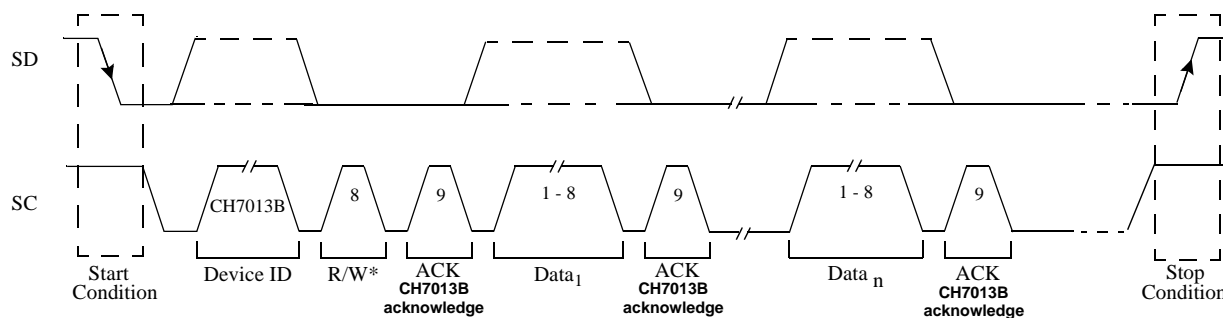 SD
SC
CH7013B
8
9
1 - 8
9
1 - 8
9
Start
Condition
Device ID
R/W*
ACK
CH7013B
acknowledge
Data1
ACK
CH7013B
acknowledge
Data n
ACK
CH7013B
acknowledge
Stop
Condition